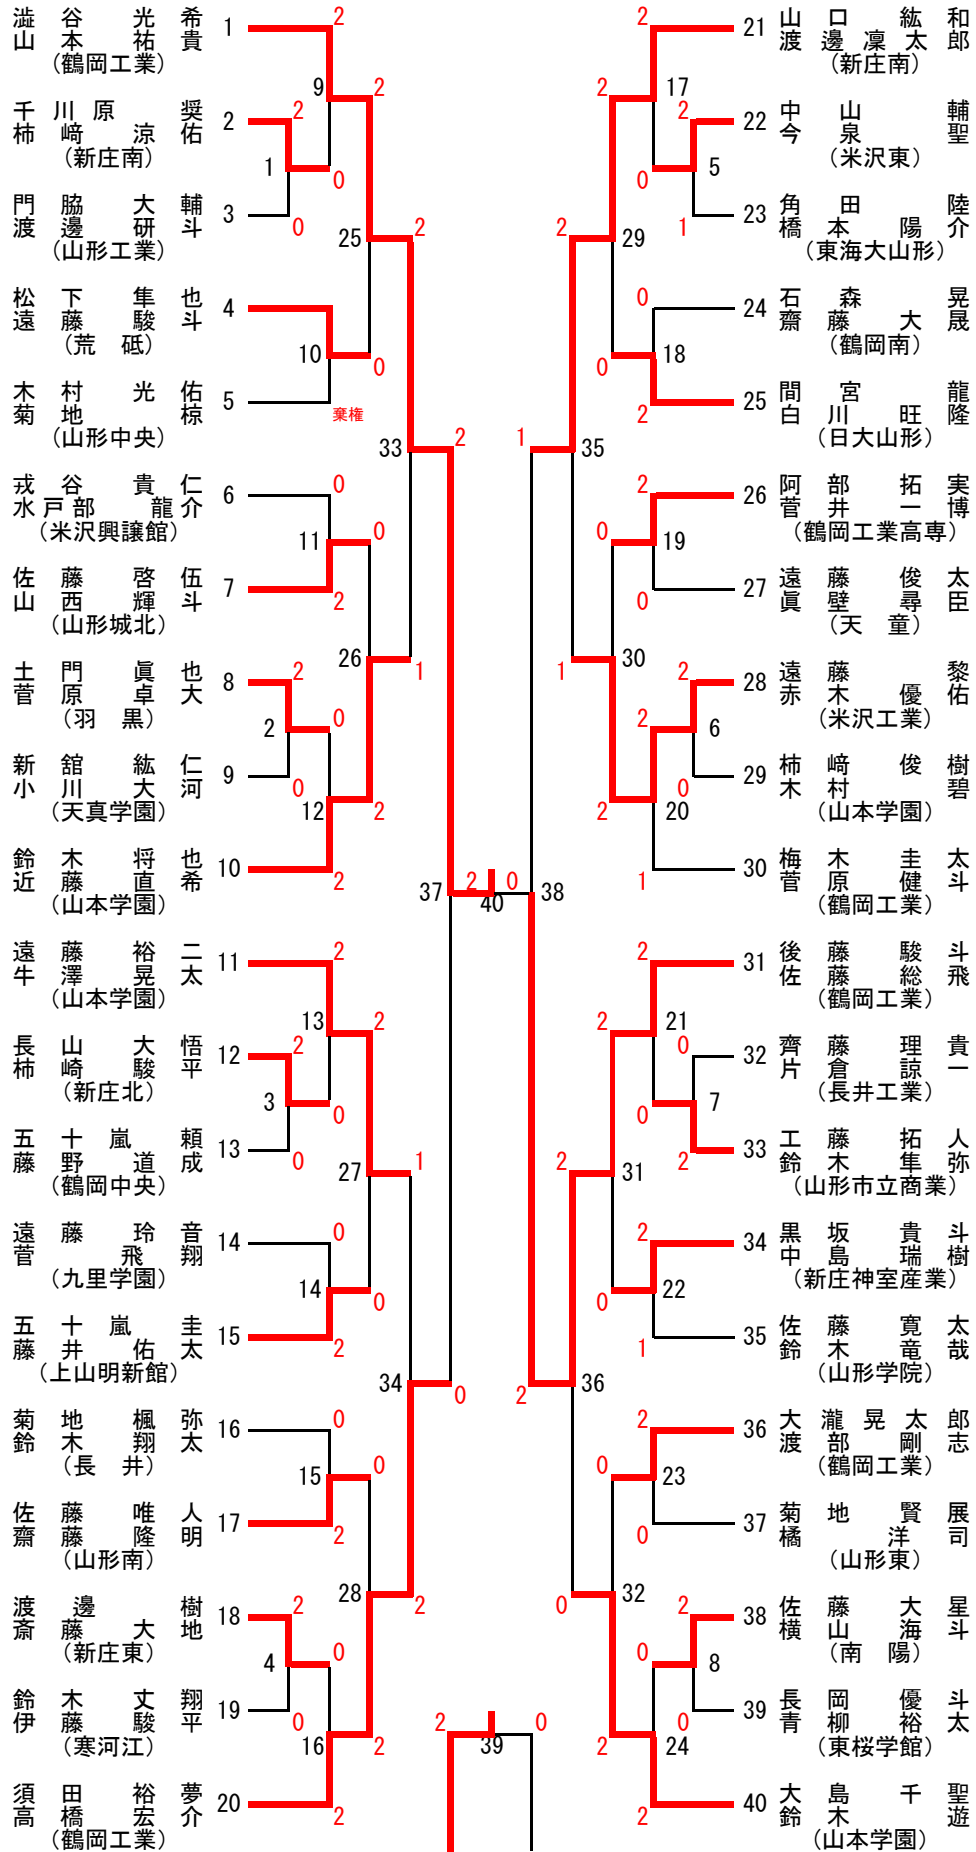 澁谷光希
山本祐貴
(鶴岡工業)
1
千川原奨
柿﨑涼佑
(新庄南)
2
門脇大輔
渡邊研斗
(山形工業)
3
松下隼也
遠藤駿斗
(荒砥)
4
木村光佑
菊地椋
(山形中央)
5
戎谷貴仁
水戸部龍介
(米沢興譲館)
6
佐藤啓伍
山西輝斗
(山形城北)
7
土門眞也
菅原卓大
(羽黒)
8
新舘紘仁
小川大河
(天真学園)
9
鈴木将也
近藤直希
(山本学園)
10
遠藤裕二
牛澤晃太
(山本学園)
11
長山大悟
柿崎駿平
(新庄北)
12
五十嵐頼
藤野道成
(鶴岡中央)
13
遠藤玲音
菅飛翔
(九里学園)
14
五十嵐圭
藤井佑太
(上山明新館)
15
菊地楓弥
鈴木翔太
(長井)
16
佐藤唯人
齋藤隆明
(山形南)
17
渡邊樹
斎藤大地
(新庄東)
18
鈴木丈翔
伊藤駿平
(寒河江)
19
須田裕夢
高橋宏介
(鶴岡工業)
20
2
9
2
2
1
0
0
25
2
10
0
棄権
33
2
0
11
0
2
26
1
2
2
0
0
12
2
2
37
2
40
0
38
2
13
2
2
3
0
0
27
1
0
14
0
2
34
0
0
15
0
2
28
2
2
4
0
0
16
2
2
2
39
0
2
17
2
2
5
0
1
2
29
0
18
0
2
1
35
2
0
19
0
30
1
2
2
6
0
2
20
1
2
21
2
0
7
0
2
2
31
2
22
0
1
2
36
2
0
23
0
32
0
2
0
8
0
2
24
2
21
山口紘和
渡邊凜太郎
(新庄南)
22
中山輔
今泉聖
(米沢東)
23
角田陸
橋本陽介
(東海大山形)
24
石森晃
齋藤大晟
(鶴岡南)
25
間宮龍
白川旺隆
(日大山形)
26
阿部拓実
菅井一博
(鶴岡工業高専)
27
遠藤俊太
眞壁尋臣
(天童)
28
遠藤黎
赤木優佑
(米沢工業)
29
柿﨑俊樹
木村碧
(山本学園)
30
梅木圭太
菅原健斗
(鶴岡工業)
31
後藤駿斗
佐藤総飛
(鶴岡工業)
32
齊藤理貴
片倉諒一
(長井工業)
33
工藤拓人
鈴木隼弥
(山形市立商業)
34
黒坂貴斗
中島瑞樹
(新庄神室産業)
35
佐藤寛太
鈴木竜哉
(山形学院)
36
大瀧晃太郎
渡部剛志
(鶴岡工業)
37
菊地賢展
橘洋司
(山形東)
38
佐藤大星
横山海斗
(南陽)
39
長岡優斗
青柳裕太
(東桜学館)
40
大島千聖
鈴木遊
(山本学園)